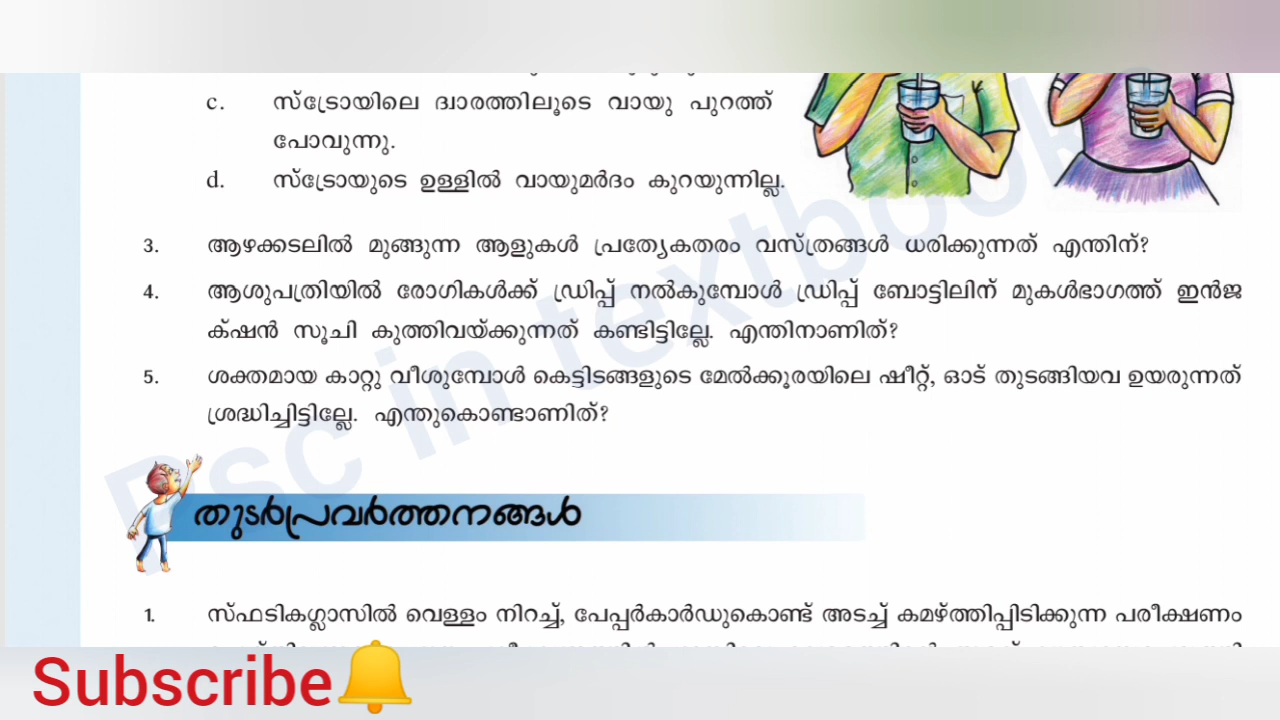 c. സ്ട്രോയിലെ ദ്വാരത്തിലൂടെ വായു പുറത്ത്
പോവുന്നു.
d. സ്ട്രോയുടെ ഉള്ളിൽ വായുമർദം കുറയുന്നില്ല.
3. ആഴക്കടലിൽ മുങ്ങുന്ന ആളുകൾ പ്രത്യേകതരം വസ്ത്രങ്ങൾ ധരിക്കുന്നത് എന്തിന്?
4. ആശുപത്രിയിൽ രോഗികൾക്ക് ഡ്രിപ്പ് നൽകുമ്പോൾ ഡ്രിപ്പ് ബോട്ടിലിന് മുകൾഭാഗത്ത് ഇൻജ
ക്‌ഷൻ സൂചി കുത്തിവയ്ക്കുന്നത് കണ്ടിട്ടില്ലേ. എന്തിനാണിത്?
5. ശക്തമായ കാറ്റു വീശുമ്പോൾ കെട്ടിടങ്ങളുടെ മേൽക്കൂരയിലെ ഷീറ്റ്, ഓട് തുടങ്ങിയവ ഉയരുന്നത്
ശ്രദ്ധിച്ചിട്ടില്ലേ. എന്തുകൊണ്ടാണിത്?
Psc in textbook
തുടർപ്രവർത്തനങ്ങൾ
1. സ്ഫടികഗ്ലാസിൽ വെള്ളം നിറച്ച്, പേപ്പർകാർഡുകൊണ്ട് അടച്ച് കമഴ്ത്തിപ്പിടിക്കുന്ന പരീക്ഷണം
Subscribe